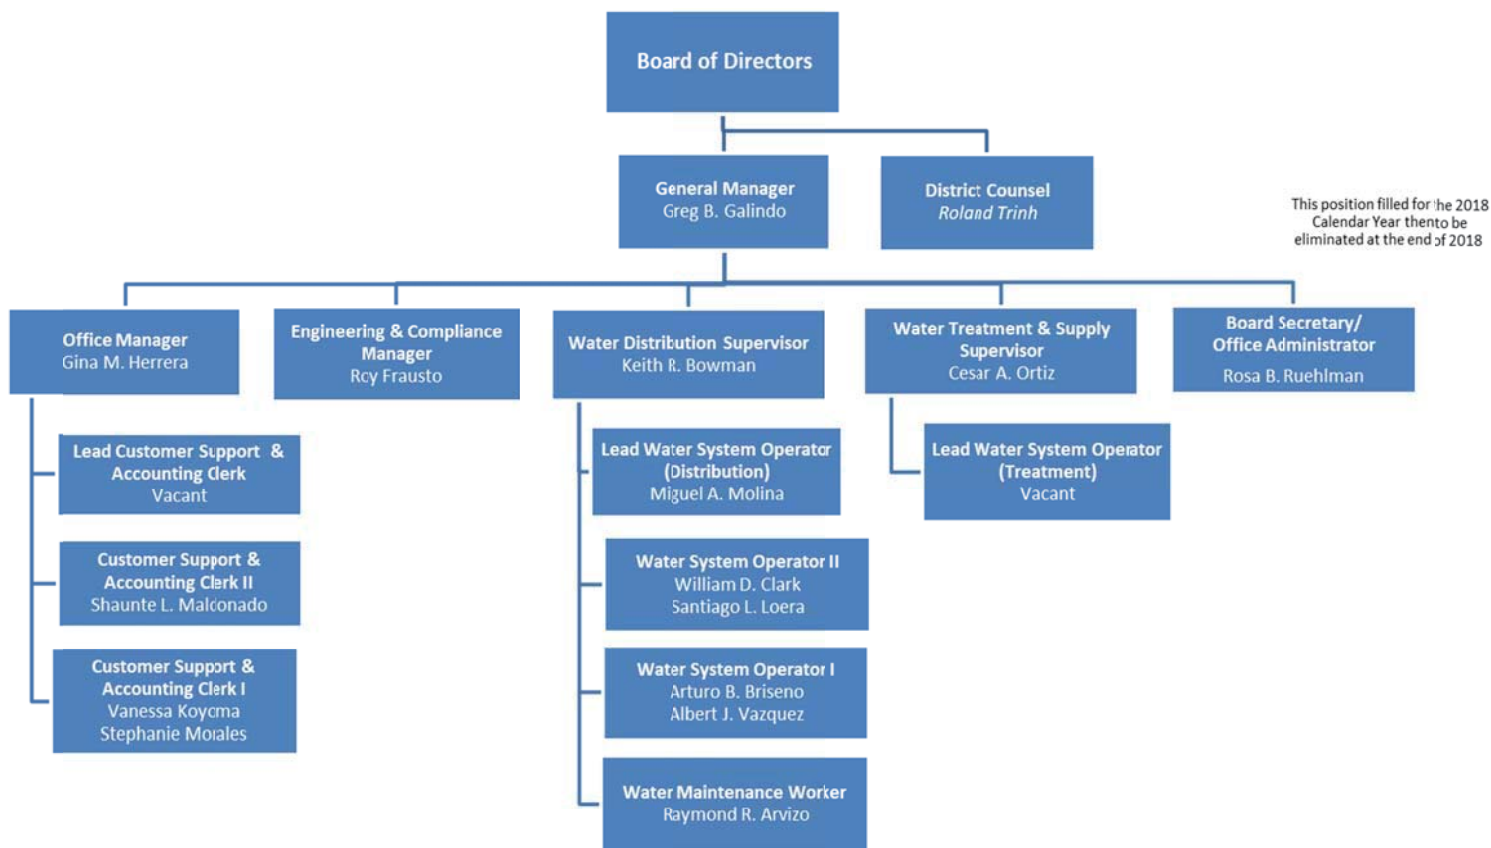 Board of Directors
General Manager
Greg B. Galindo
District Counsel
Roland Trinh
This position filled for the 2018
Calendar Year then to be
eliminated at the end of 2018
Office Manager
Gina M. Herrera
Engineering & Compliance
Manager
Roy Frausto
Water Distribution Supervisor
Keith R. Bowman
Water Treatment & Supply
Supervisor
Cesar A. Ortiz
Board Secretary/
Office Administrator
Rosa B. Ruehlman
Lead Customer Support &
Accounting Clerk
Vacant
Customer Support &
Accounting Clerk II
Shaunte L. Maldonado
Customer Support &
Accounting Clerk I
Vanessa Koyama
Stephanie Morales
Lead Water System Operator
(Distribution)
Miguel A. Molina
Water System Operator II
William D. Clark
Santiago L. Loera
Water System Operator I
Arturo B. Briseno
Albert J. Vazquez
Water Maintenance Worker
Raymond R. Arvizo
Lead Water System Operator
(Treatment)
Vacant